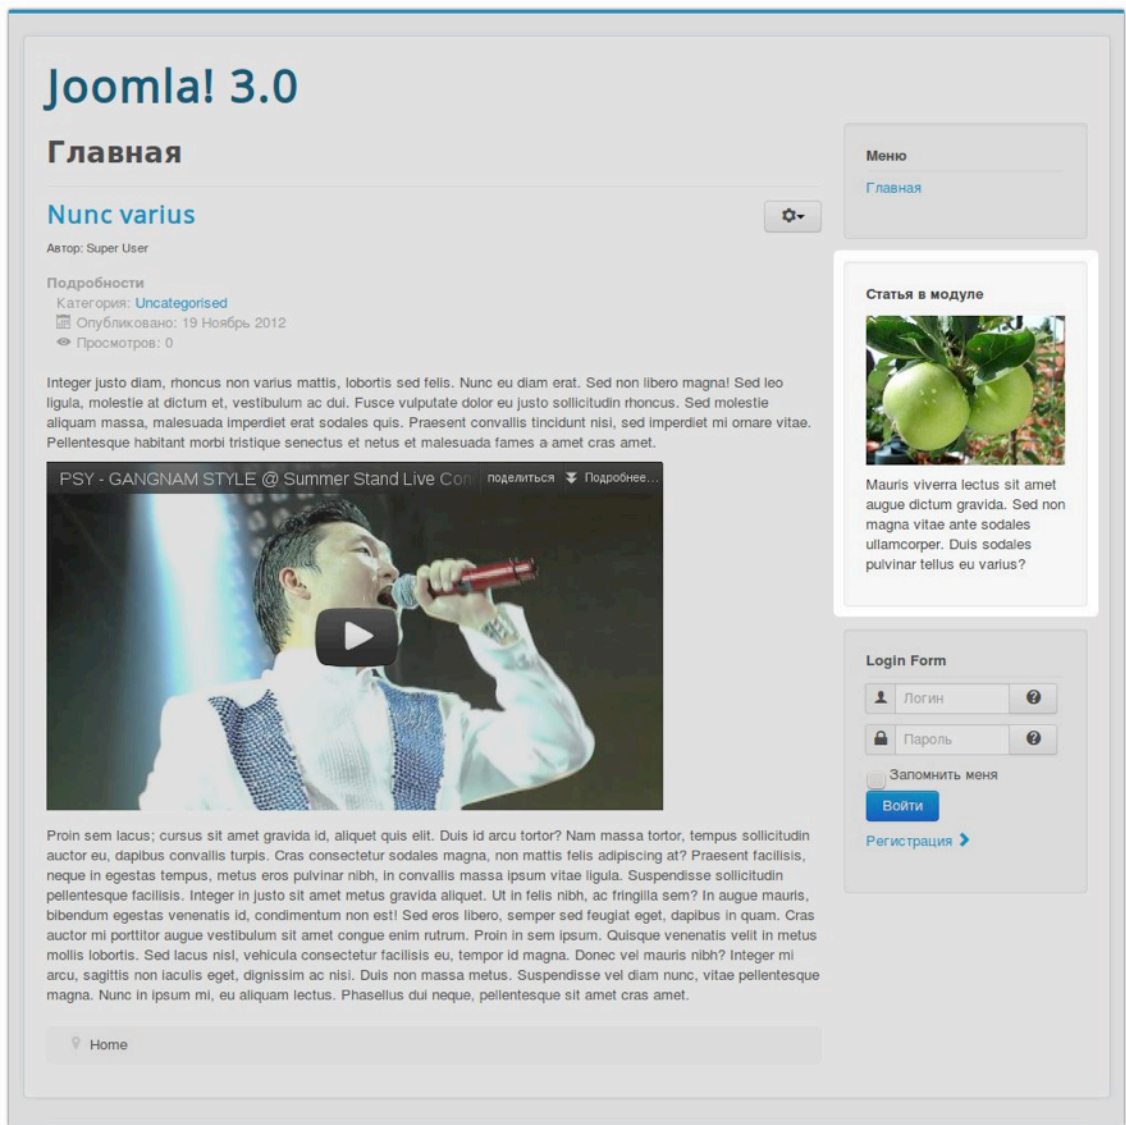 Joomla! 3.0
Главная
Nunc varius
Автор: Super User
Подробности
Категория: Uncategorised
Опубликовано: 19 Ноябрь 2012
Просмотров: 0
Integer justo diam, rhoncus non varius mattis, lobortis sed felis. Nunc eu diam erat. Sed non libero magna! Sed leo
ligula, molestie at dictum et, vestibulum ac dui. Fusce vulputate dolor eu justo sollicitudin rhoncus. Sed molestie
aliquam massa, malesuada imperdiet erat sodales quis. Praesent convallis tincidunt nisi, sed imperdiet mi ornare vitae.
Pellentesque habitant morbi tristique senectus et netus et malesuada fames a amet cras amet.
PSY - GANGNAM STYLE @ Summer Stand Live Con поделиться Подробнее...
Proin sem lacus; cursus sit amet gravida id, aliquet quis elit. Duis id arcu tortor? Nam massa tortor, tempus sollicitudin
auctor eu, dapibus convallis turpis. Cras consectetur sodales magna, non mattis felis adipiscing at? Praesent facilisis,
neque in egestas tempus, metus eros pulvinar nibh, in convallis massa ipsum vitae ligula. Suspendisse sollicitudin
pellentesque facilisis. Integer in justo sit amet metus gravida aliquet. Ut in felis nibh, ac fringilla sem? In augue mauris,
bibendum egestas venenatis id, condimentum non est! Sed eros libero, semper sed feugiat eget, dapibus in quam. Cras
auctor mi porttitor augue vestibulum sit amet congue enim rutrum. Proin in sem ipsum. Quisque venenatis velit in metus
mollis lobortis. Sed lacus nisl, vehicula consectetur facilisis eu, tempor id magna. Donec vel mauris nibh? Integer mi
arcu, sagittis non iaculis eget, dignissim ac nisi. Duis non massa metus. Suspendisse vel diam nunc, vitae pellentesque
magna. Nunc in ipsum mi, eu aliquam lectus. Phasellus dui neque, pellentesque sit amet cras amet.
Home
Меню
Главная
Статья в модуле
Mauris viverra lectus sit amet
augue dictum gravida. Sed non
magna vitae ante sodales
ullamcorper. Duis sodales
pulvinar tellus eu varius?
Login Form
Логин
Пароль
Запомнить меня
Войти
Регистрация